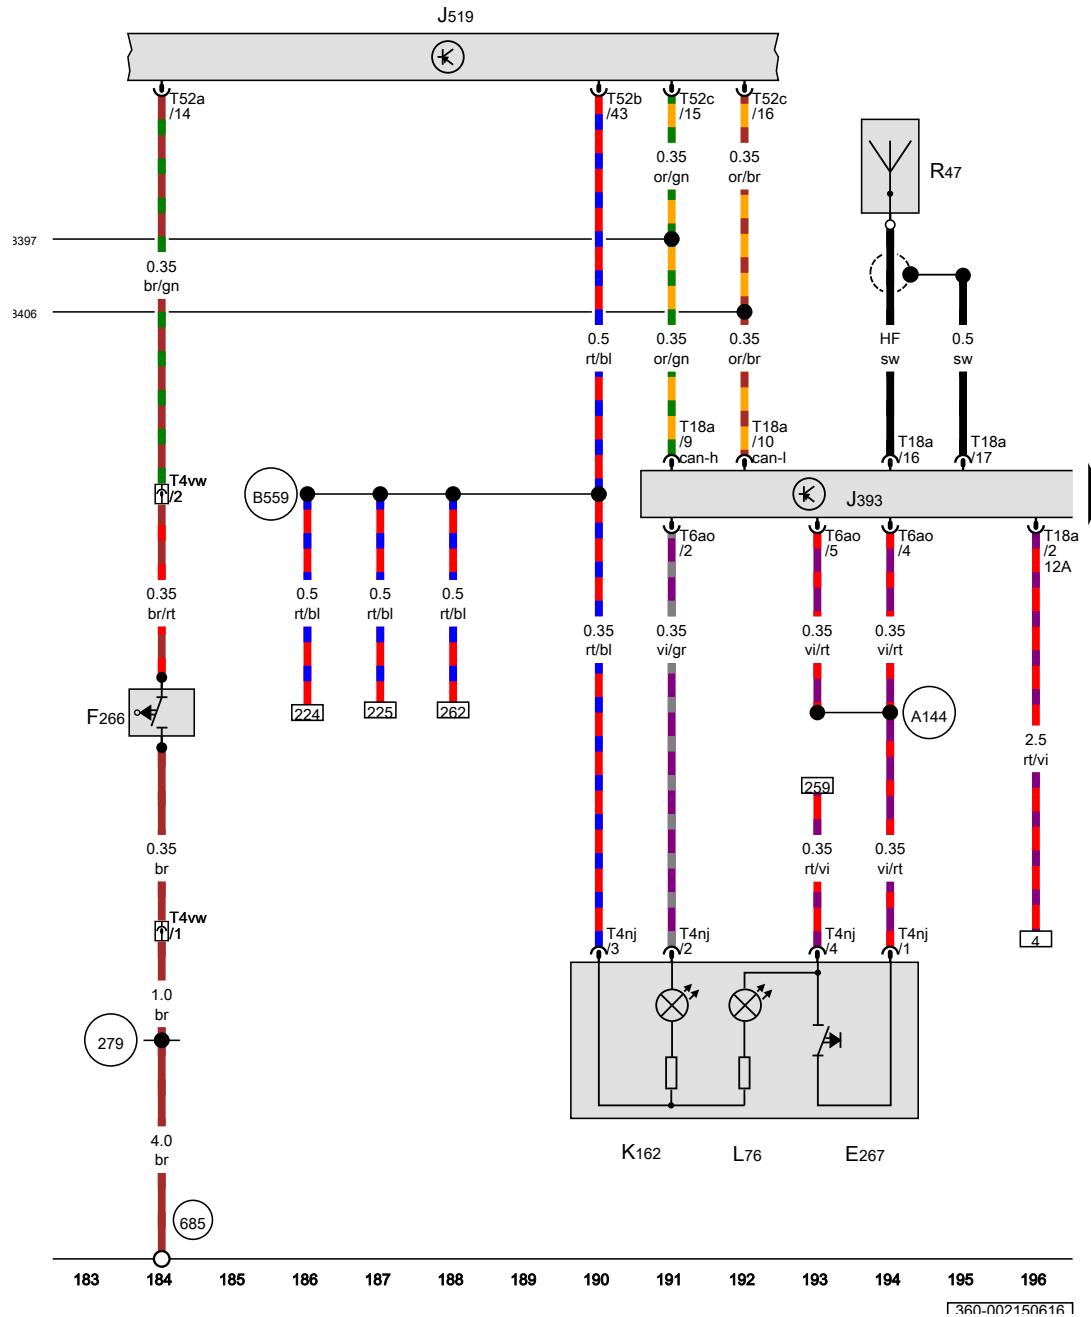 J519
T52a
/14
T52b
/43
T52c
/15
T52c
/16
R47
0.35
or/gn
0.35
or/br
3397
0.35
br/gn
3406
0.5
rt/bl
0.35
or/gn
0.35
or/br
HF
sw
0.5
sw
T18a
/9
can-h
T18a
/10
can-l
T18a
/16
T18a
/17
T4vw
/2
B559
J393
T6ao
/2
T6ao
/5
T6ao
/4
T18a
/2
12A
0.35
br/rt
0.5
rt/bl
0.5
rt/bl
0.5
rt/bl
0.35
rt/bl
0.35
vi/gr
0.35
vi/rt
0.35
vi/rt
F266
224
225
262
A144
2.5
rt/vi
259
0.35
br
0.35
rt/vi
0.35
vi/rt
T4vw
/1
T4nj
/3
T4nj
/2
T4nj
/4
T4nj
/1
4
1.0
br
279
4.0
br
K162
L76
E267
685
183 184 185 186 187 188 189 190 191 192 193 194 195 196
360-002150616